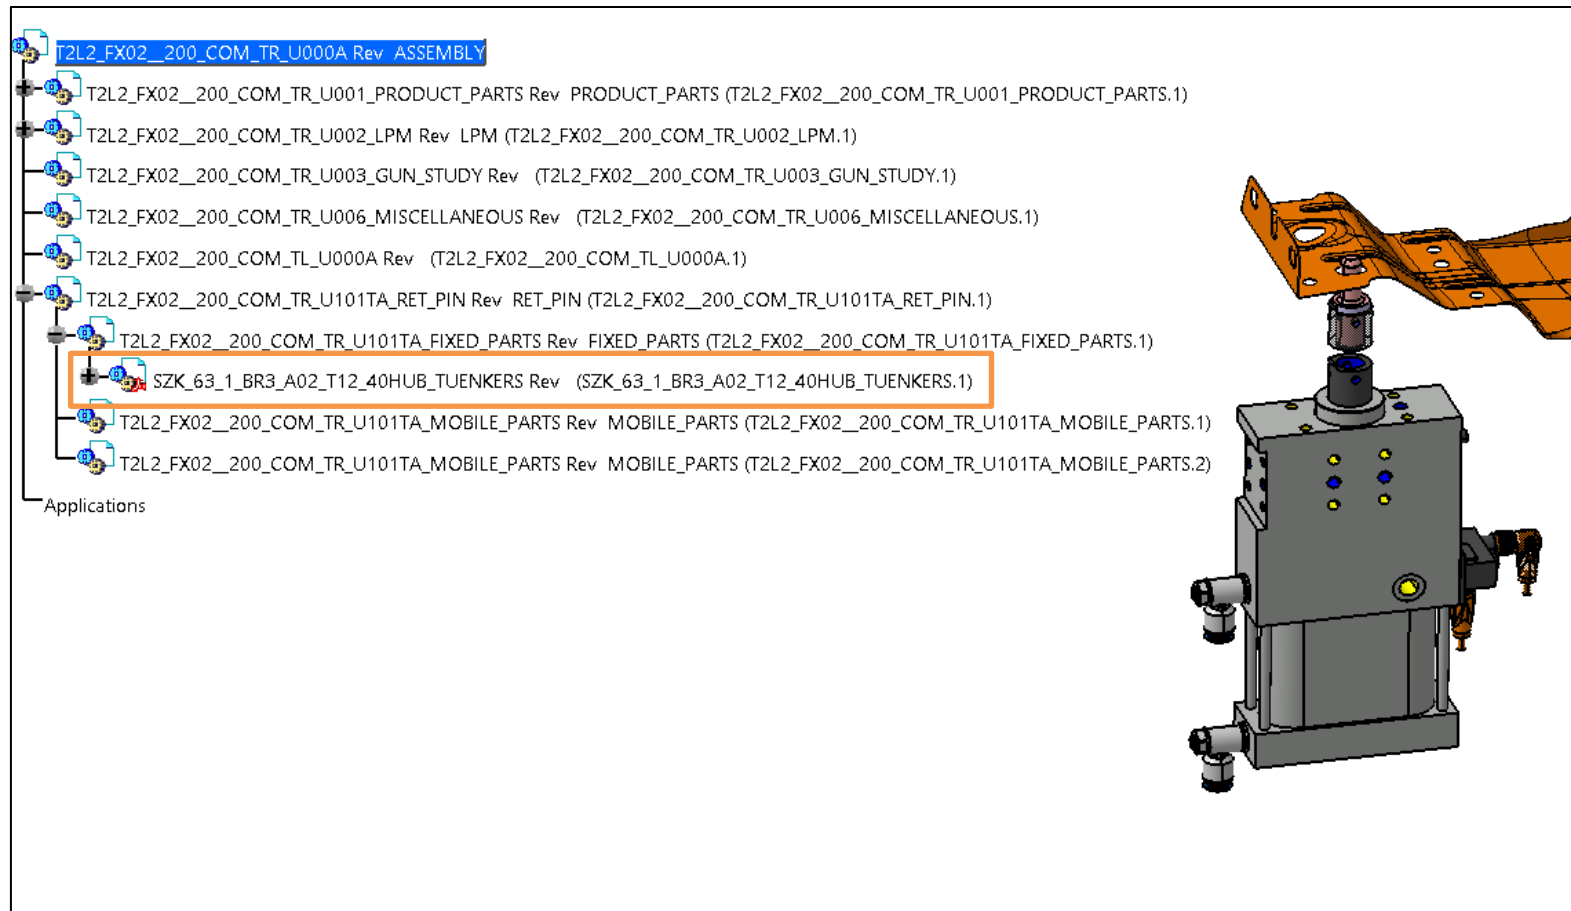 T2L2_FX02__200_COM_TR_U000A Rev ASSEMBLY
T2L2_FX02__200_COM_TR_U001_PRODUCT_PARTS Rev PRODUCT_PARTS (T2L2_FX02__200_COM_TR_U001_PRODUCT_PARTS.1)
T2L2_FX02__200_COM_TR_U002_LPM Rev LPM (T2L2_FX02__200_COM_TR_U002_LPM.1)
T2L2_FX02__200_COM_TR_U003_GUN_STUDY Rev (T2L2_FX02__200_COM_TR_U003_GUN_STUDY.1)
T2L2_FX02__200_COM_TR_U006_MISCELLANEOUS Rev (T2L2_FX02__200_COM_TR_U006_MISCELLANEOUS.1)
T2L2_FX02__200_COM_TL_U000A Rev (T2L2_FX02__200_COM_TL_U000A.1)
T2L2_FX02__200_COM_TR_U101TA_RET_PIN Rev RET_PIN (T2L2_FX02__200_COM_TR_U101TA_RET_PIN.1)
T2L2_FX02__200_COM_TR_U101TA_FIXED_PARTS Rev FIXED_PARTS (T2L2_FX02__200_COM_TR_U101TA_FIXED_PARTS.1)
SZK_63_1_BR3_A02_T12_40HUB_TUENKERS Rev (SZK_63_1_BR3_A02_T12_40HUB_TUENKERS.1)
T2L2_FX02__200_COM_TR_U101TA_MOBILE_PARTS Rev MOBILE_PARTS (T2L2_FX02__200_COM_TR_U101TA_MOBILE_PARTS.1)
T2L2_FX02__200_COM_TR_U101TA_MOBILE_PARTS Rev MOBILE_PARTS (T2L2_FX02__200_COM_TR_U101TA_MOBILE_PARTS.2)
Applications